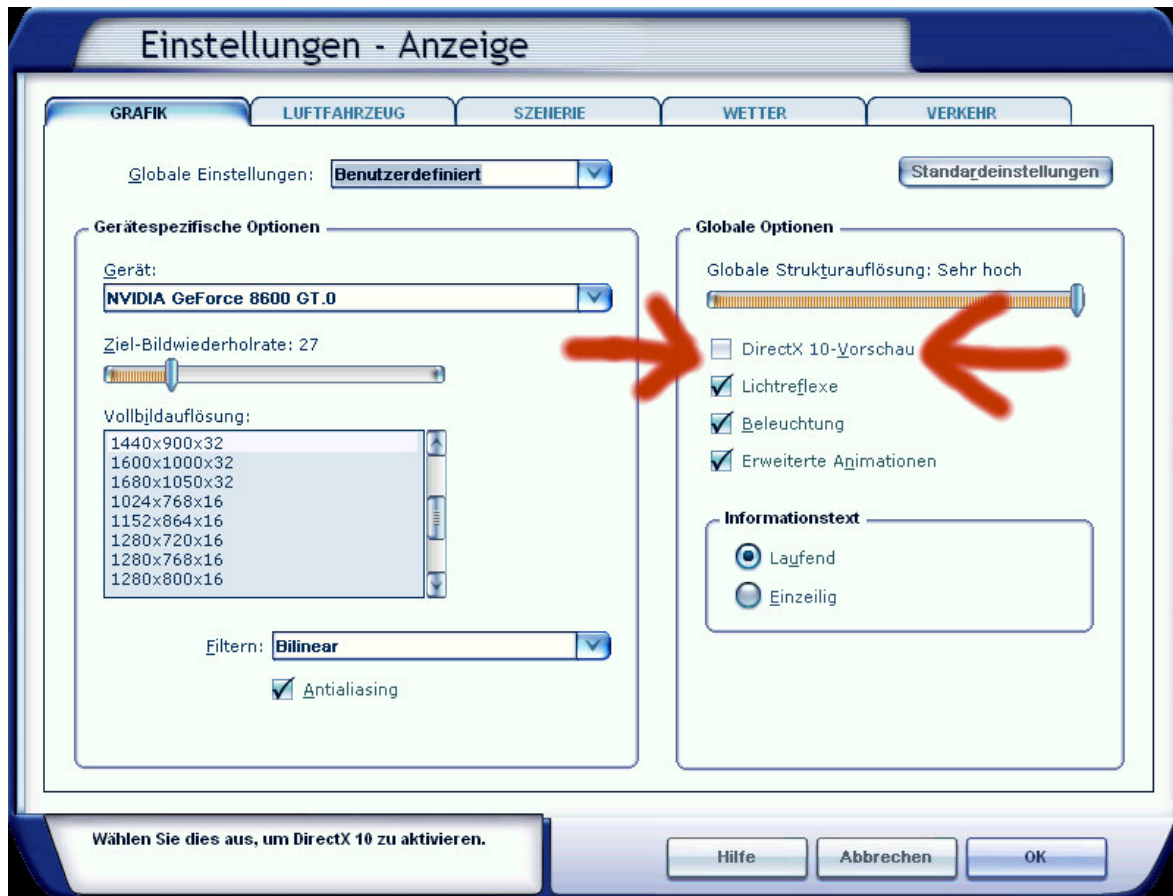 Einstellungen - Anzeige
GRAFIK
LUFTFAHRZEUG
SZENERIE
WETTER
VERKEHR
Globale Einstellungen: Benutzerdefiniert
Standardeinstellungen
Gerätespezifische Optionen
Gerät:
NVIDIA GeForce 8600 GT.0
Ziel-Bildwiederholrate: 27
Vollbildauflösung:
1440x900x32
1600x1000x32
1680x1050x32
1024x768x16
1152x864x16
1280x720x16
1280x768x16
1280x800x16
Filtern: Bilinear
Antialiasing
Globale Optionen
Globale Strukturauflösung: Sehr hoch
DirectX 10-Vorschau
Lichtreflexe
Beleuchtung
Erweiterte Animationen
Informationstext
Laufend
Einzeilig
Wählen Sie dies aus, um DirectX 10 zu aktivieren.
Hilfe
Abbrechen
OK